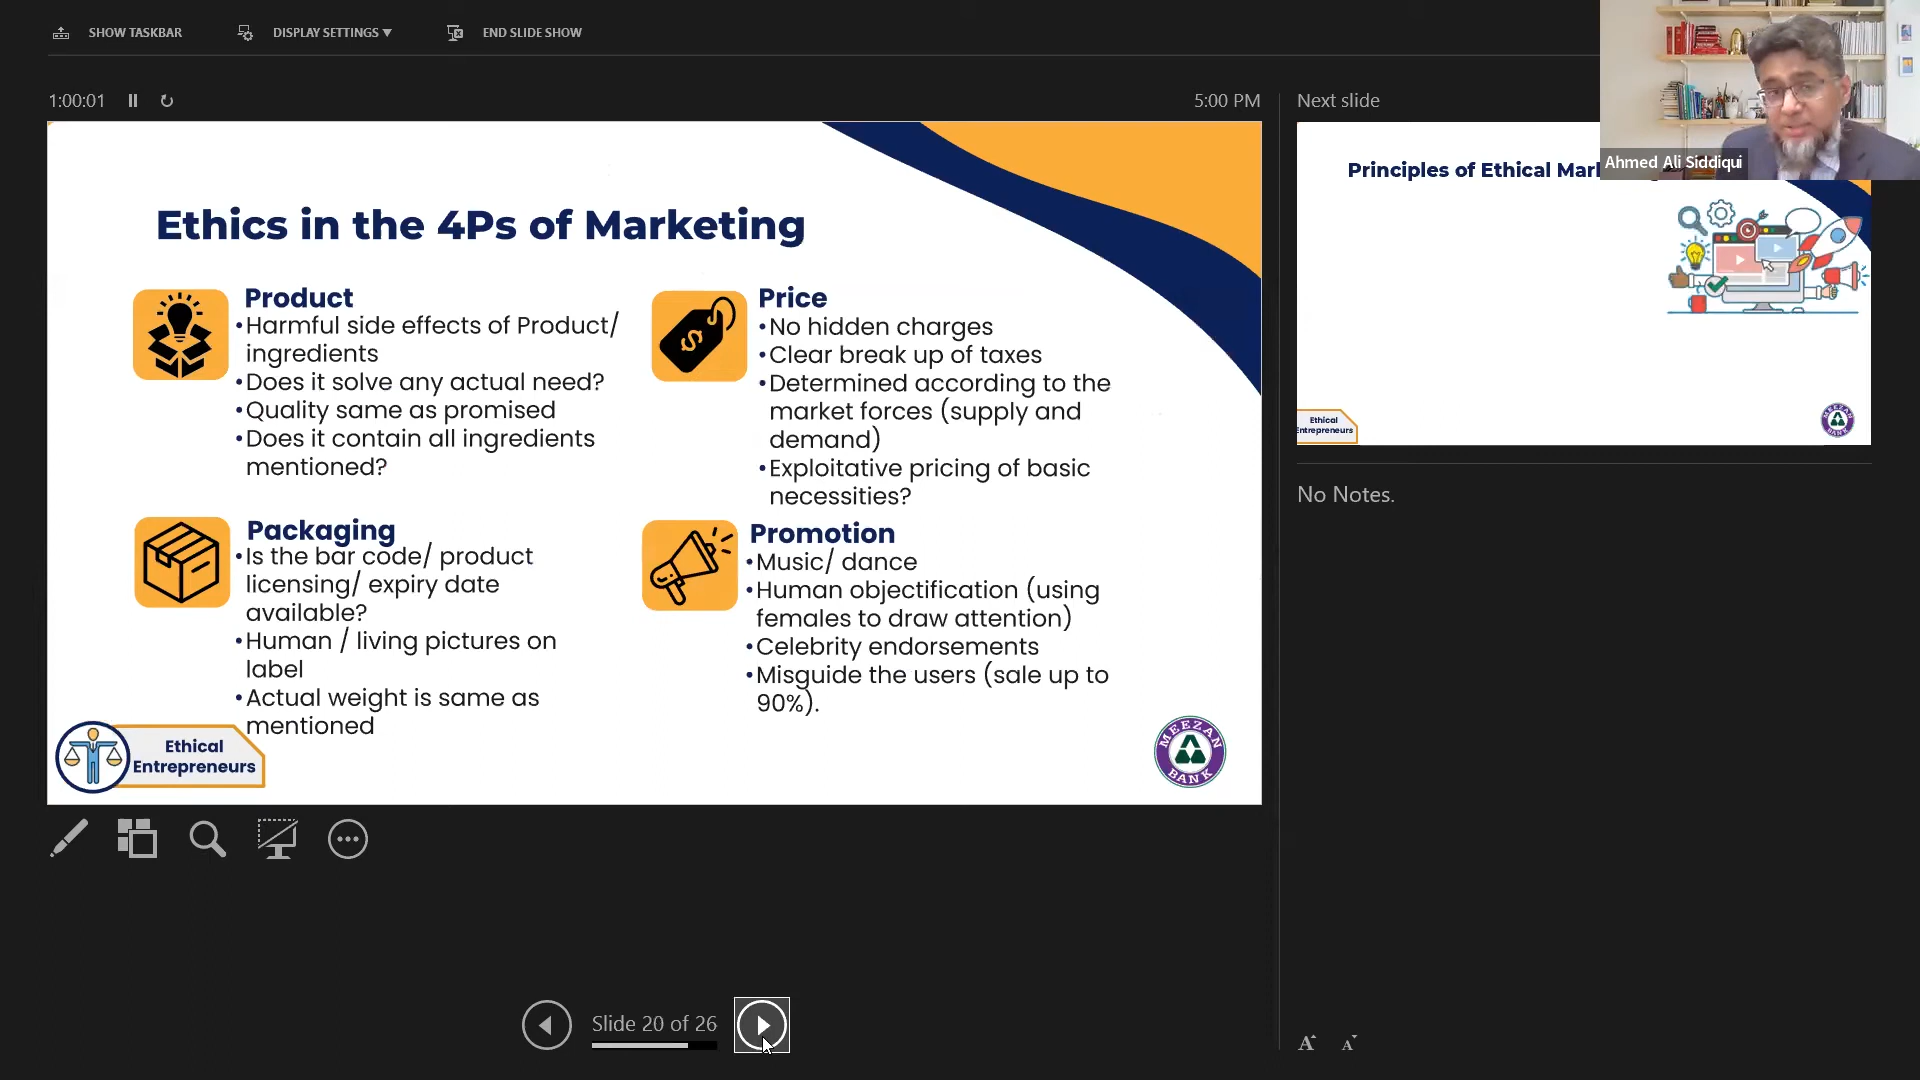 SHOW TASKBAR
DISPLAY SETTINGS ▼
END SLIDE SHOW
1:00:01
5:00 PM
Next slide
Ethics in the 4Ps of Marketing
Product
•Harmful side effects of Product/
ingredients
•Does it solve any actual need?
•Quality same as promised
•Does it contain all ingredients
mentioned?
Price
•No hidden charges
•Clear break up of taxes
•Determined according to the
market forces (supply and
demand)
•Exploitative pricing of basic
necessities?
Packaging
•Is the bar code/ product
licensing/ expiry date
available?
•Human / living pictures on
label
•Actual weight is same as
mentioned
Promotion
•Music/ dance
•Human objectification (using
females to draw attention)
•Celebrity endorsements
•Misguide the users (sale up to
90%).
Ethical
Entrepreneurs
MEEZAN
BANK
Principles of Ethical
Ahmed Ali Siddiqui
Ethical
Entrepreneurs
MEEZAN
BANK
No Notes.
Slide 20 of 26
A A